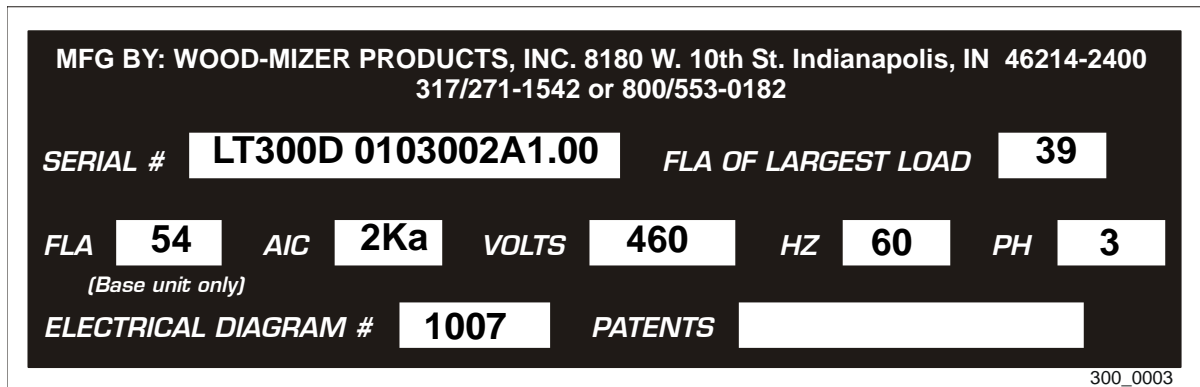 MFG BY: WOOD-MIZER PRODUCTS, INC. 8180 W. 10th St. Indianapolis, IN 46214-2400
317/271-1542 or 800/553-0182
SERIAL # LT300D 0103002A1.00 FLA OF LARGEST LOAD 39
FLA 54 AIC 2Ka VOLTS 460 HZ 60 PH 3
(Base unit only)
ELECTRICAL DIAGRAM # 1007 PATENTS
300_0003